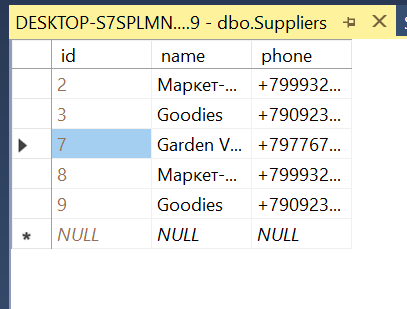 DESKTOP-S7SPLMN....9 - dbo.Suppliers
id name phone
2 Маркет-... +799932...
3 Goodies +790923...
7 Garden V... +797767...
8 Маркет-... +799932...
9 Goodies +790923...
NULL NULL NULL